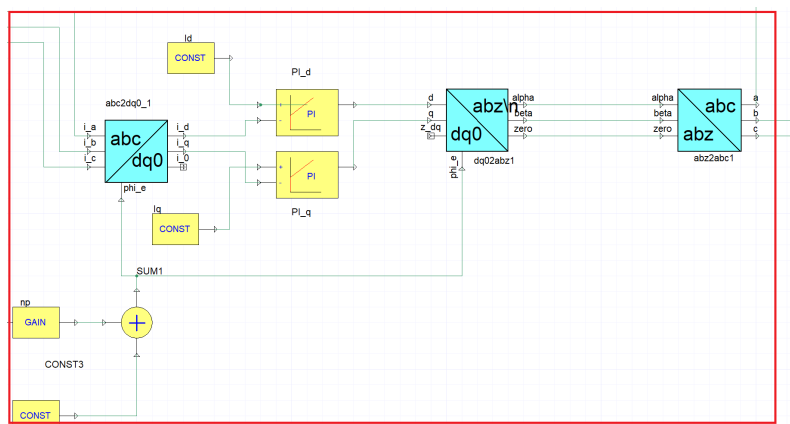 Id
CONST
PI_d
abc2dq0_1
+
-
PI
i_a
i_b
i_c
abc
dq0
i_d
i_q
i_0
phi_e
d
q
z_dq
abz\n
dq0
alpha
beta
zero
phi_e
dq02abz1
alpha
beta
zero
abc
abz
a
b
c
abz2abc1
+
-
PI
PI_q
Iq
CONST
SUM1
np
GAIN
+
CONST3
CONST